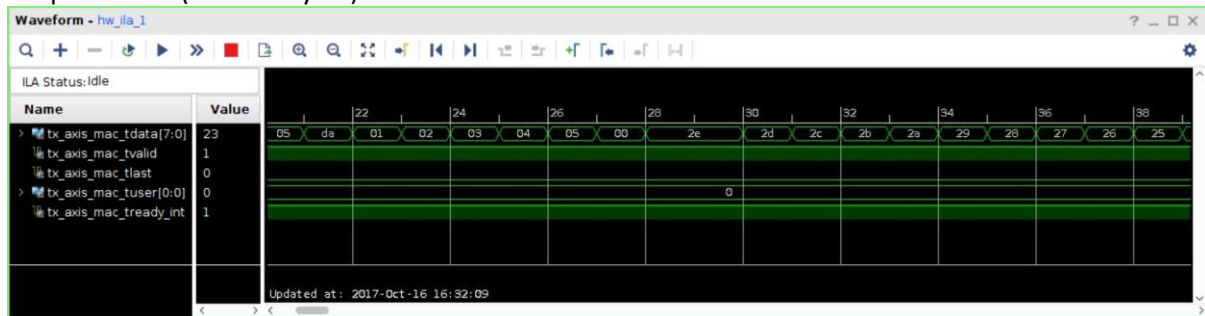 Waveform - hw_ila_1
ILA Status: Idle
Name Value
22 24 26 28 30 32 34 36 38
tx_axis_mac_tdata[7:0] 23 05 da 01 02 03 04 05 00 2e 2d 2c 2b 2a 29 28 27 26 25
tx_axis_mac_tvalid 1
tx_axis_mac_tlast 0
tx_axis_mac_tuser[0:0] 0 0
tx_axis_mac_tready_int 1
Updated at: 2017-Oct-16 16:32:09